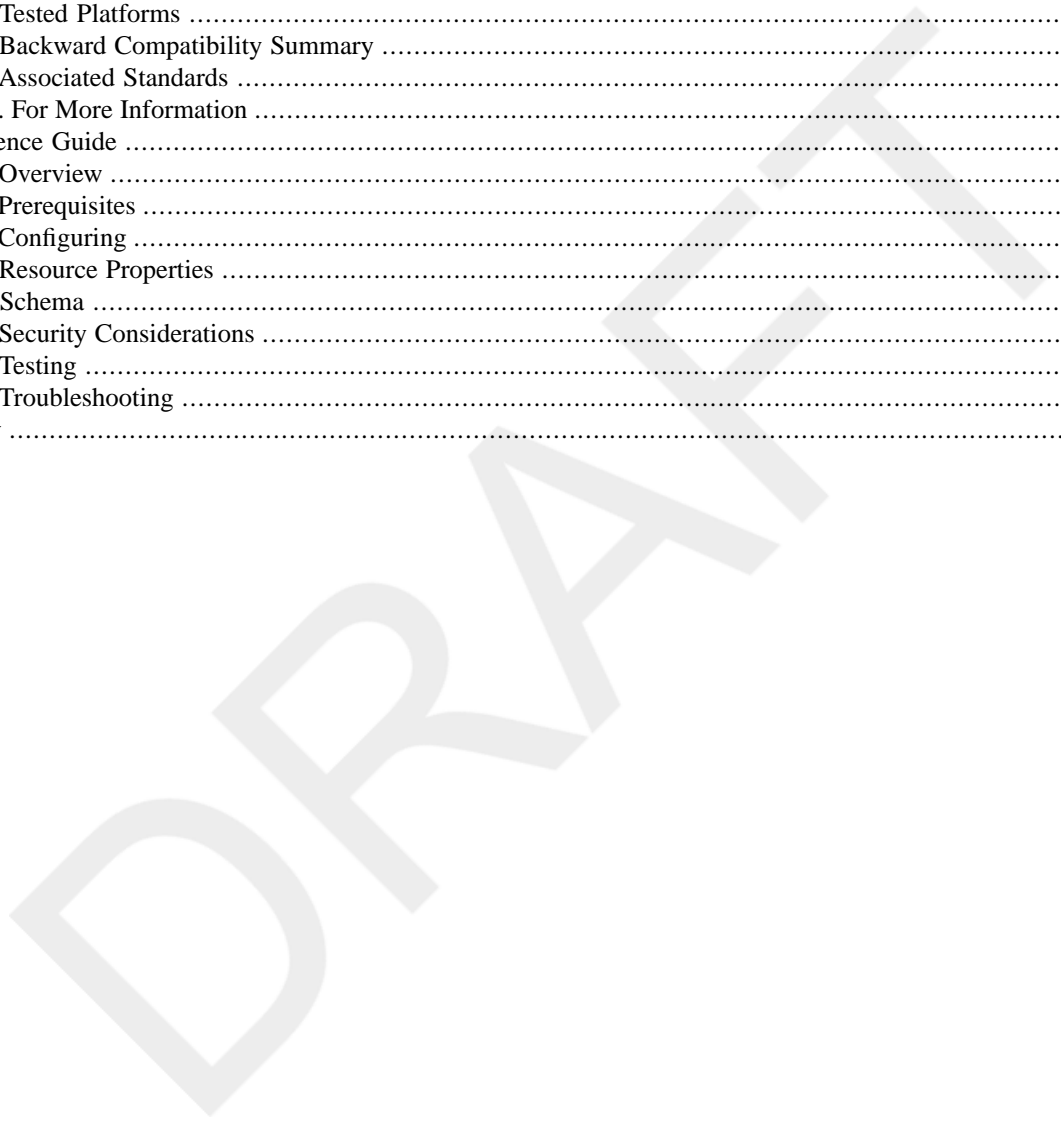 Tested Platforms ................................................................................................................
Backward Compatibility Summary ........................................................................................
Associated Standards ..........................................................................................................
. For More Information ........................................................................................................
ence Guide ........................................................................................................................
Overview ..........................................................................................................................
Prerequisites ......................................................................................................................
Configuring .......................................................................................................................
Resource Properties ............................................................................................................
Schema ............................................................................................................................
Security Considerations .......................................................................................................
Testing .............................................................................................................................
Troubleshooting .................................................................................................................
....................................................................................................................................
DRAFT